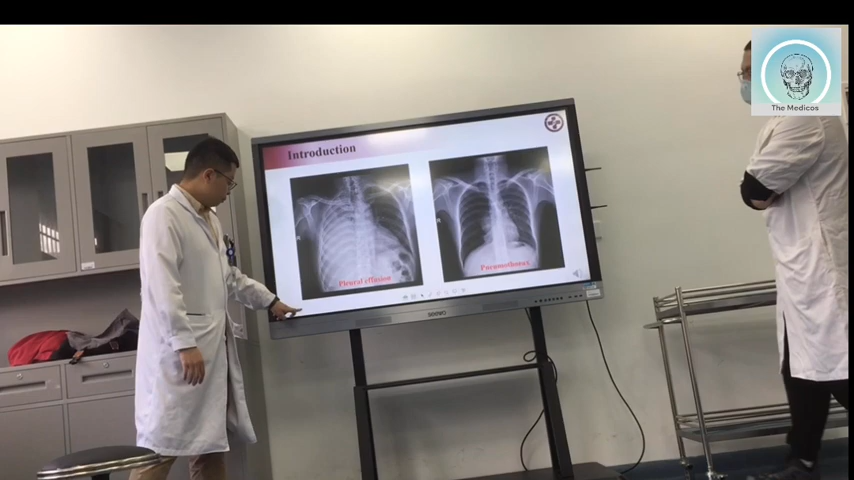 The Medicos
Introduction
Pleural effusion
Pneumothorax